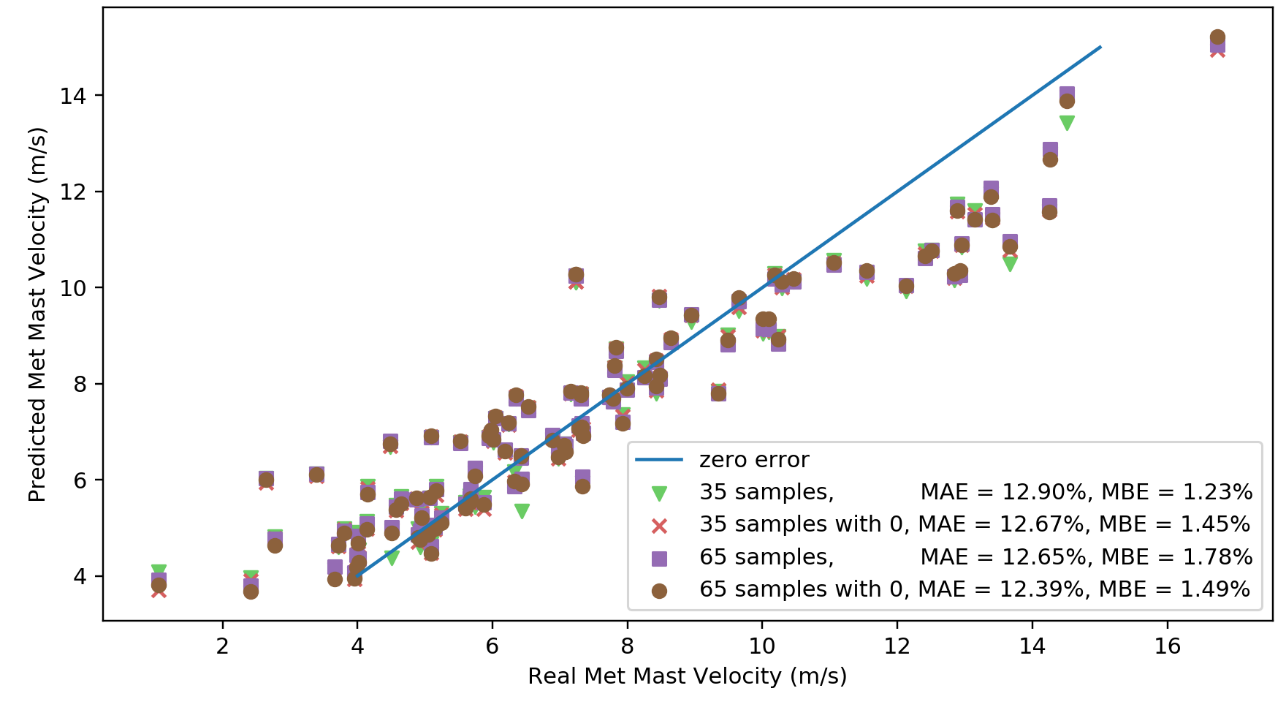 Predicted Met Mast Velocity (m/s)
14
12
10
8
6
4
zero error
35 samples, MAE = 12.90%, MBE = 1.23%
35 samples with 0, MAE = 12.67%, MBE = 1.45%
65 samples, MAE = 12.65%, MBE = 1.78%
65 samples with 0, MAE = 12.39%, MBE = 1.49%
2 4 6 8 10 12 14 16
Real Met Mast Velocity (m/s)